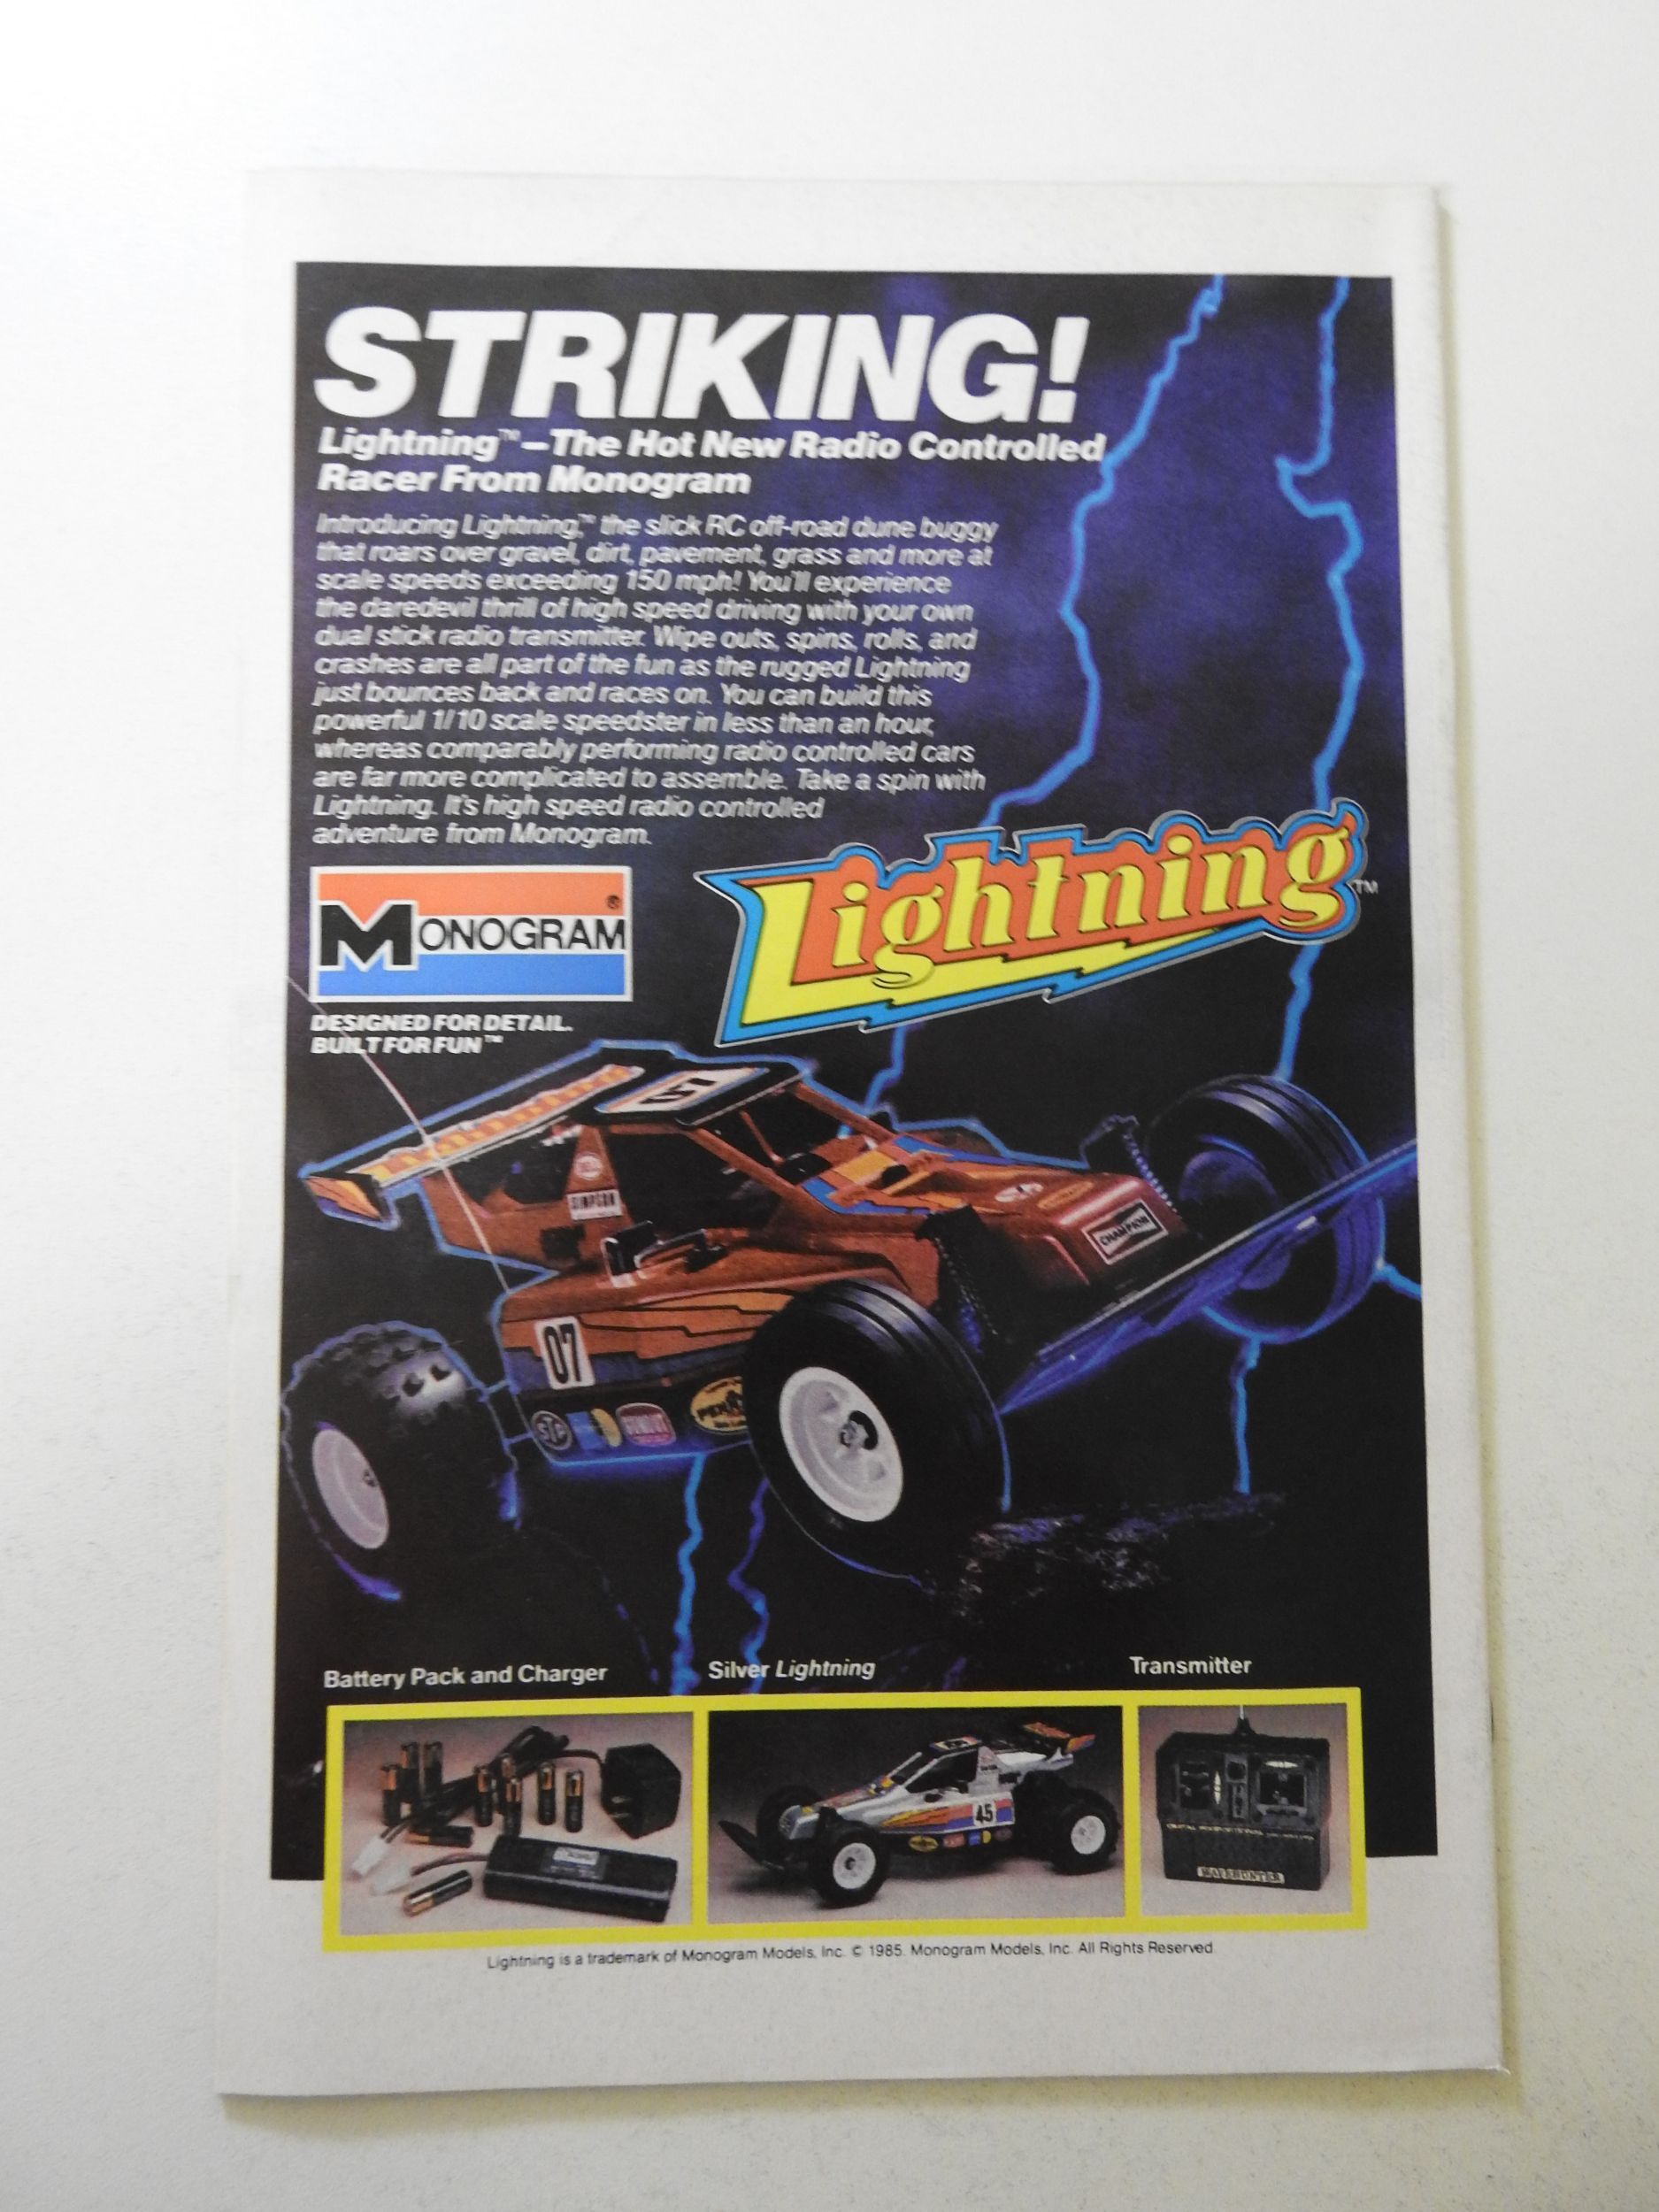 STRIKING!
Lightning™—The Hot New Radio Controlled
Racer From Monogram
Introducing Lightning,™ the slick RC off-road dune buggy
that roars over gravel, dirt, pavement, grass and more at
scale speeds exceeding 150 mph! You'll experience
the daredevil thrill of high speed driving with your own
dual stick radio transmitter. Wipe outs, spins, rolls, and
crashes are all part of the fun as the rugged Lightning
just bounces back and races on. You can build this
powerful 1/10 scale speedster in less than an hour,
whereas comparably performing radio controlled cars
are far more complicated to assemble. Take a spin with
Lightning. It's high speed radio controlled
adventure from Monogram.
Lightning™
MONOGRAM®
DESIGNED FOR DETAIL.
BUILT FOR FUN™
Lightning
07
SIMPSON
CHAMPION
07
STP
Battery Pack and Charger
Silver Lightning
Transmitter
45
Lightning is a trademark of Monogram Models, Inc. © 1985. Monogram Models, Inc. All Rights Reserved.